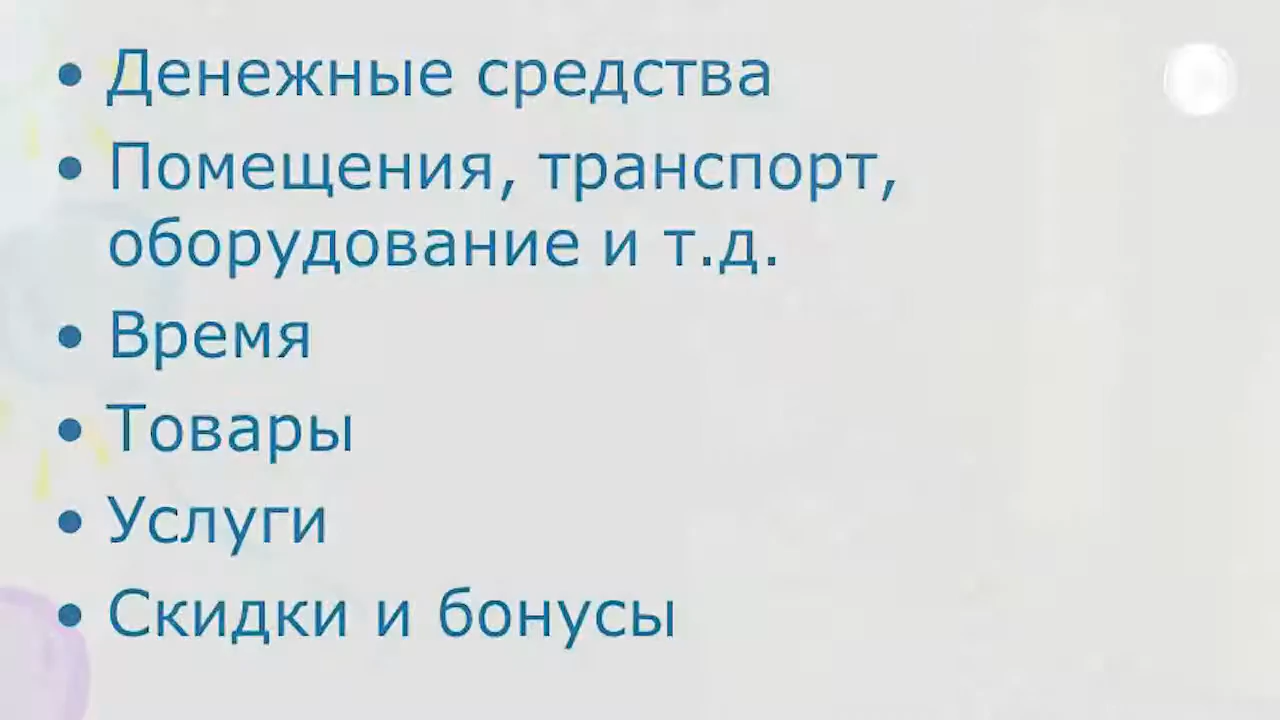 • Денежные средства
• Помещения, транспорт,
оборудование и т.д.
• Время
• Товары
• Услуги
• Скидки и бонусы